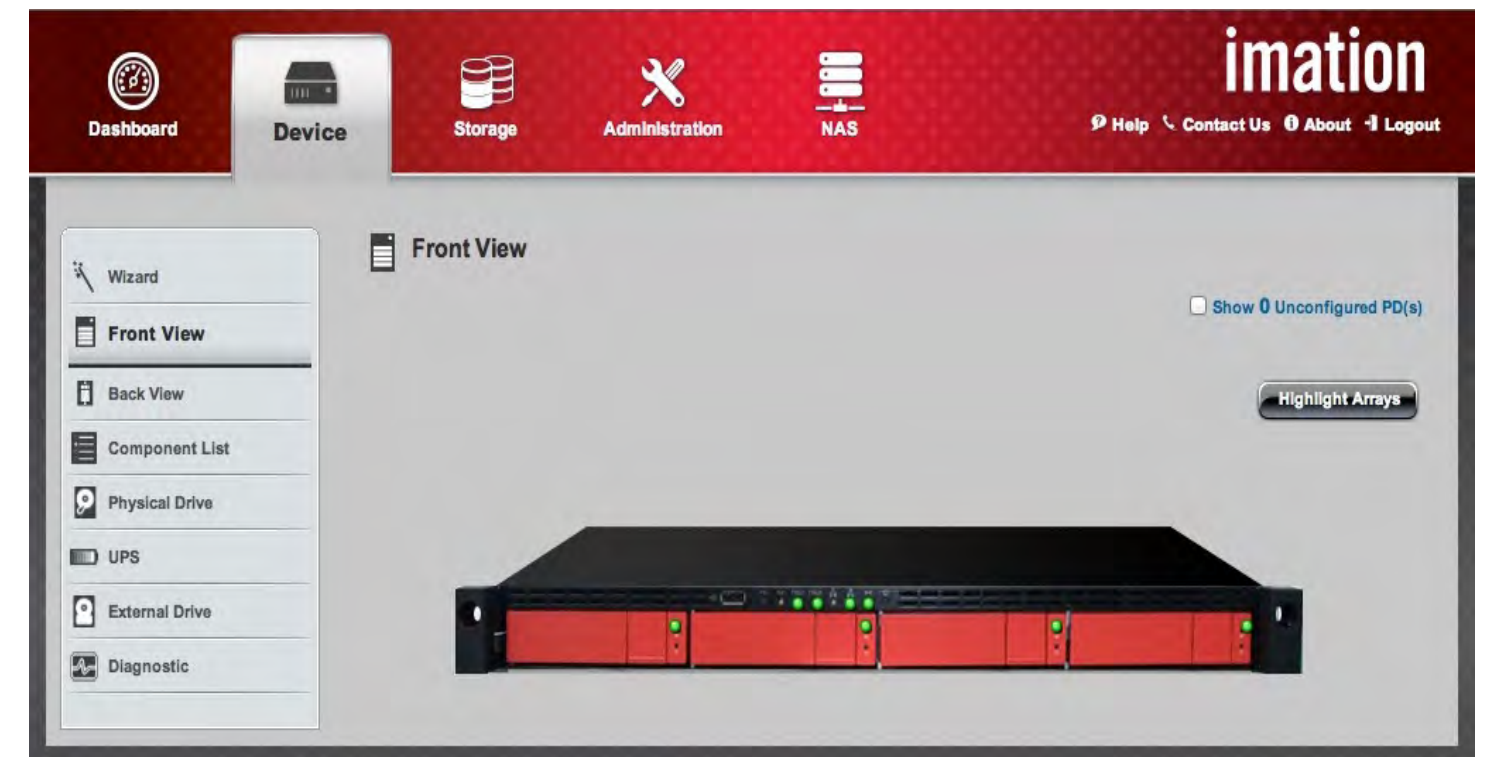 imation
Dashboard
Device
Storage
Administration
NAS
Help Contact Us About Logout
Front View
Wizard
Show 0 Unconfigured PD(s)
Front View
Back View
Highlight Arrays
Component List
Physical Drive
UPS
External Drive
Diagnostic